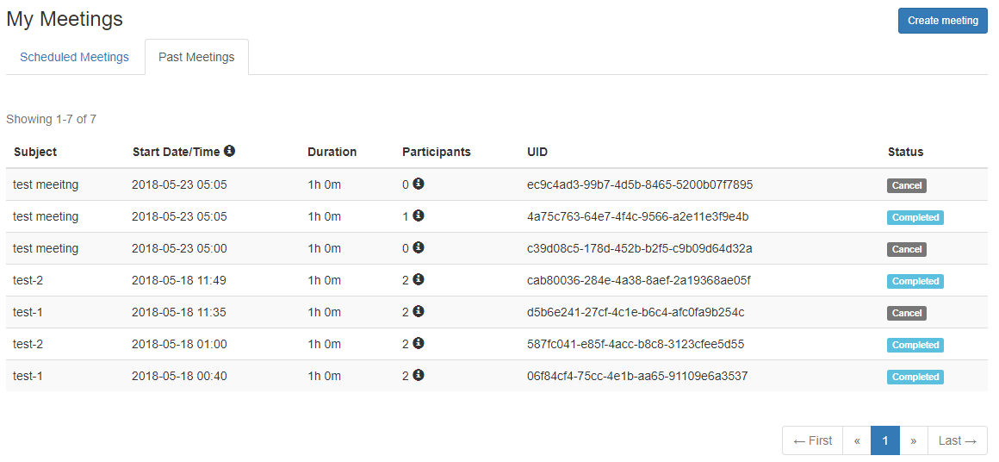 My Meetings
Create meeting
Scheduled Meetings Past Meetings
Showing 1-7 of 7
Subject Start Date/Time Duration Participants UID Status
test meeitng 2018-05-23 05:05 1h 0m 0 ec9c4ad3-99b7-4d5b-8465-5200b07f7895 Cancel
test meeting 2018-05-23 05:05 1h 0m 1 4a75c763-64e7-4f4c-9566-a2e11e3f9e4b Completed
test meeting 2018-05-23 05:00 1h 0m 0 c39d08c5-178d-452b-b2f5-c9b09d64d32a Cancel
test-2 2018-05-18 11:49 1h 0m 2 cab80036-284e-4a38-8aef-2a19368ae05f Completed
test-1 2018-05-18 11:35 1h 0m 2 d5b6e241-27cf-4c1e-b6c4-afc0fa9b254c Cancel
test-2 2018-05-18 01:00 1h 0m 2 587fc041-e85f-4acc-b8c8-3123cfee5d55 Completed
test-1 2018-05-18 00:40 1h 0m 2 06f84cf4-75cc-4e1b-aa65-91109e6a3537 Completed
← First « 1 » Last →